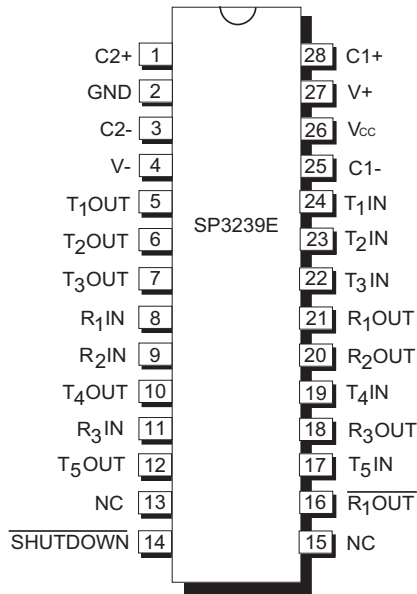 C2+ 1 28 C1+
GND 2 27 V+
C2- 3 26 Vcc
V- 4 25 C1-
T1OUT 5 24 T1IN
SP3239E
T2OUT 6 23 T2IN
T3OUT 7 22 T3IN
R1IN 8 21 R1OUT
R2IN 9 20 R2OUT
T4OUT 10 19 T4IN
R3IN 11 18 R3OUT
T5OUT 12 17 T5IN
NC 13 16 R1OUT
SHUTDOWN 14 15 NC